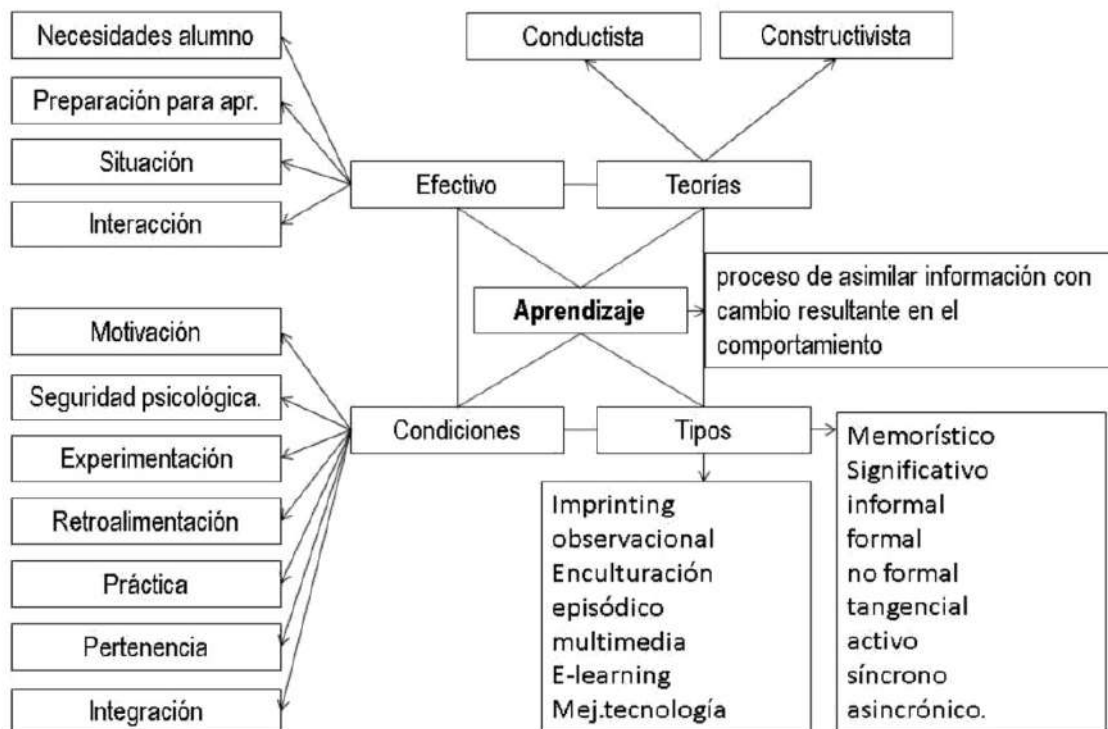 Necesidades alumno
Preparación para apr.
Situación
Interacción
Conductista
Constructivista
Efectivo
Teorías
Aprendizaje
proceso de asimilar información con
cambio resultante en el
comportamiento
Motivación
Seguridad psicológica.
Experimentación
Retroalimentación
Práctica
Pertenencia
Integración
Condiciones
Tipos
Imprinting
observacional
Enculturación
episódico
multimedia
E-learning
Mej.tecnología
Memorístico
Significativo
informal
formal
no formal
tangencial
activo
síncrono
asincrónico.